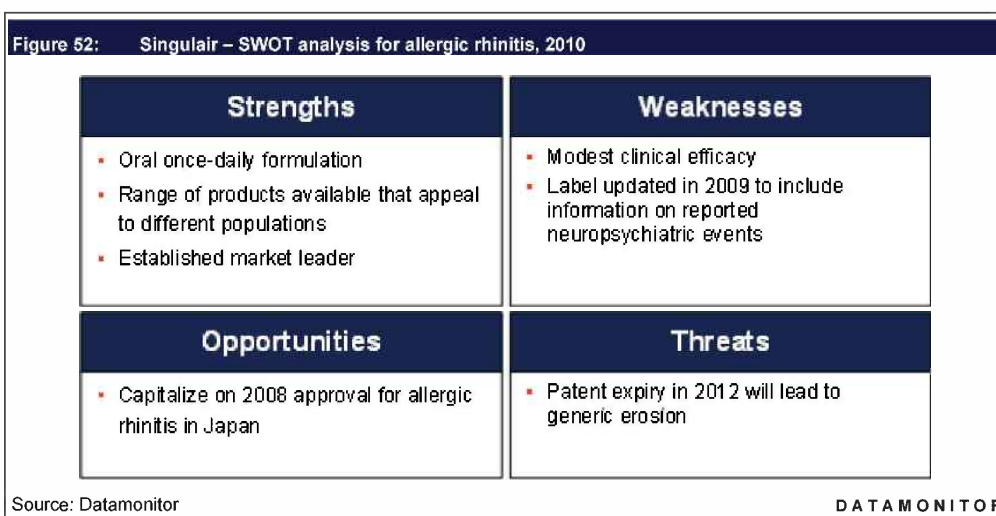 Figure 52: Singulair – SWOT analysis for allergic rhinitis, 2010
Strengths
▪ Oral once-daily formulation
▪ Range of products available that appeal
to different populations
▪ Established market leader
Weaknesses
▪ Modest clinical efficacy
▪ Label updated in 2009 to include
information on reported
neuropsychiatric events
Opportunities
▪ Capitalize on 2008 approval for allergic
rhinitis in Japan
Threats
▪ Patent expiry in 2012 will lead to
generic erosion
Source: Datamonitor
DATAMONITOR